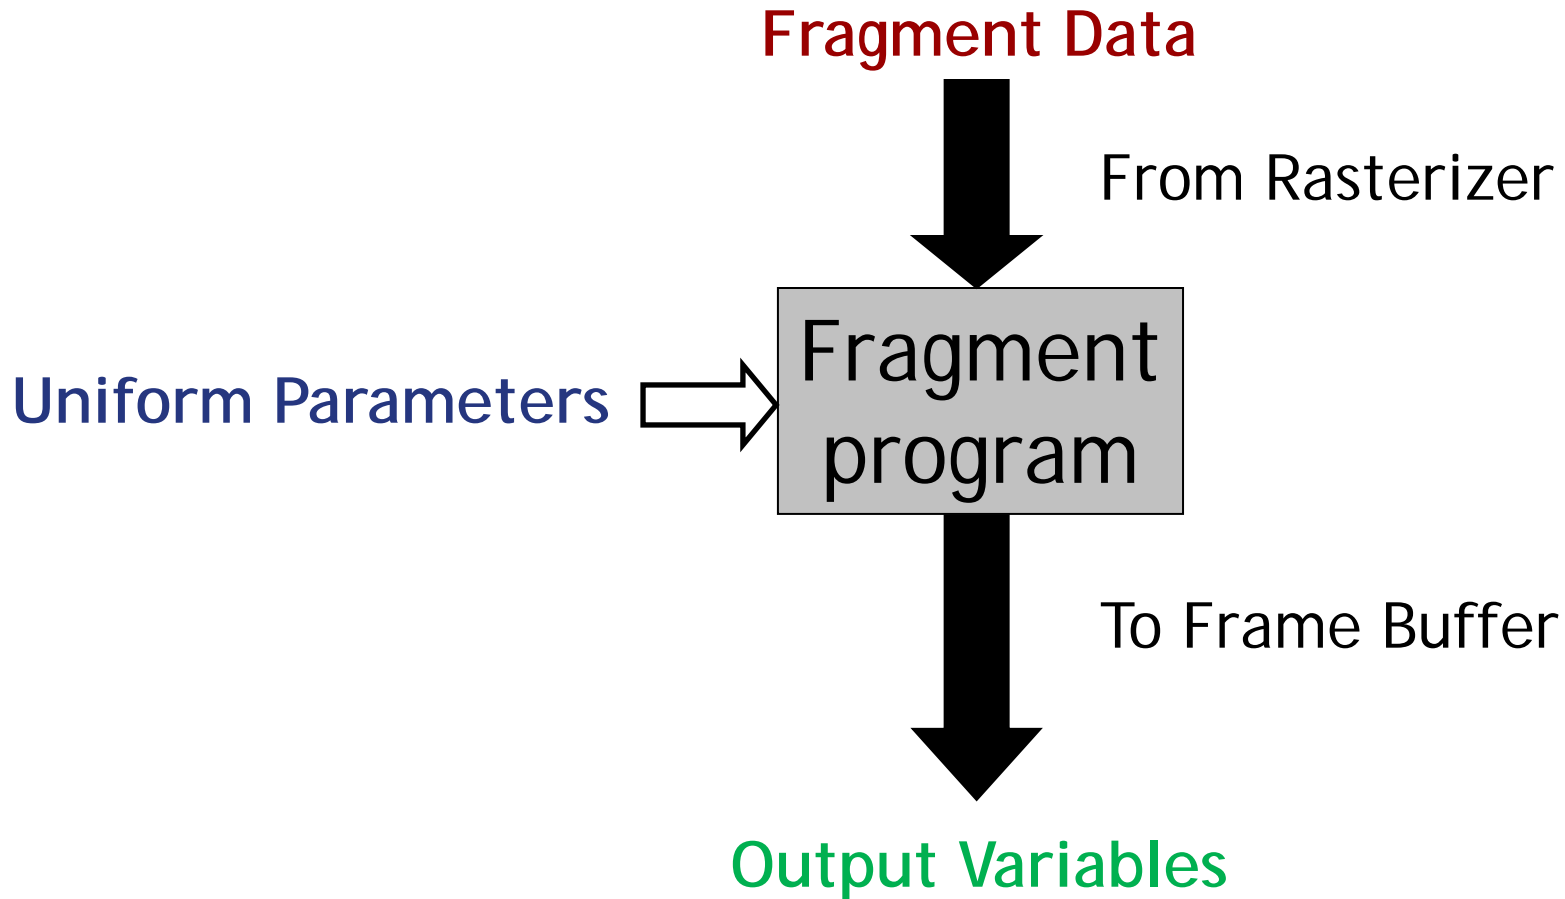 Fragment Data
From Rasterizer
Fragment
program
Uniform Parameters
To Frame Buffer
Output Variables